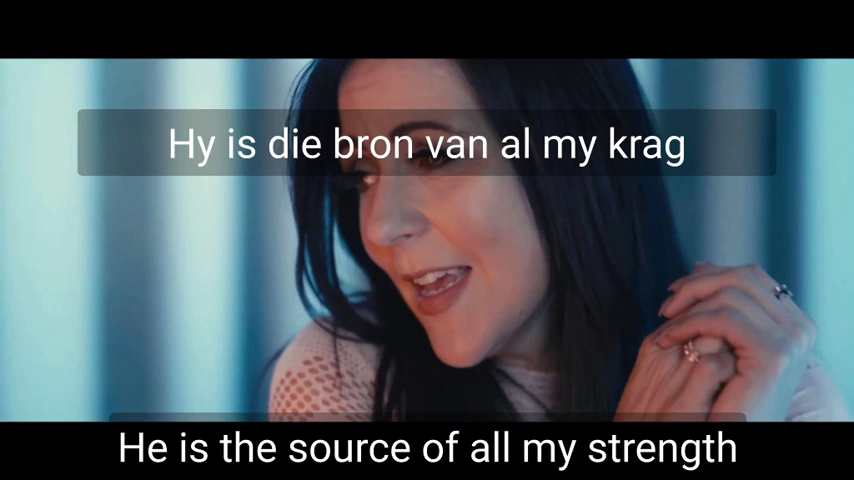 Hy is die bron van al my krag
He is the source of all my strength